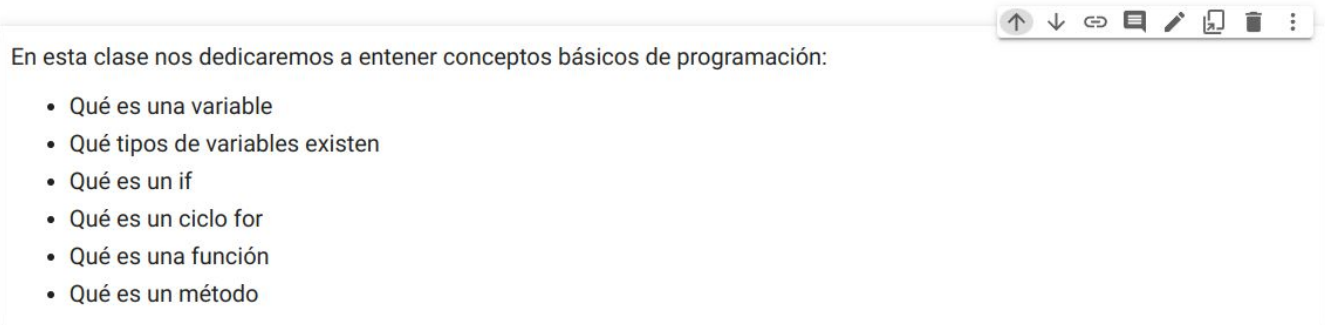 En esta clase nos dedicaremos a entener conceptos básicos de programación:
• Qué es una variable
• Qué tipos de variables existen
• Qué es un if
• Qué es un ciclo for
• Qué es una función
• Qué es un método